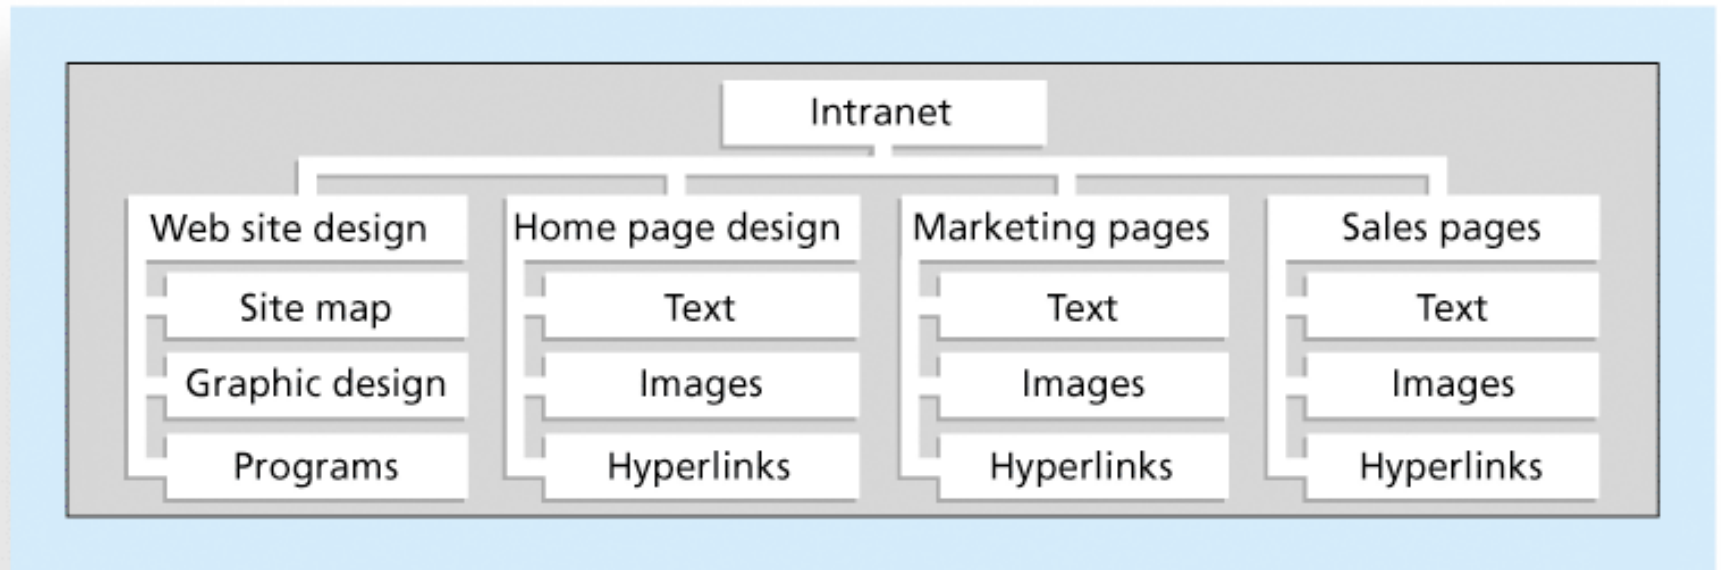 Intranet
Web site design
Site map
Graphic design
Programs
Home page design
Text
Images
Hyperlinks
Marketing pages
Text
Images
Hyperlinks
Sales pages
Text
Images
Hyperlinks